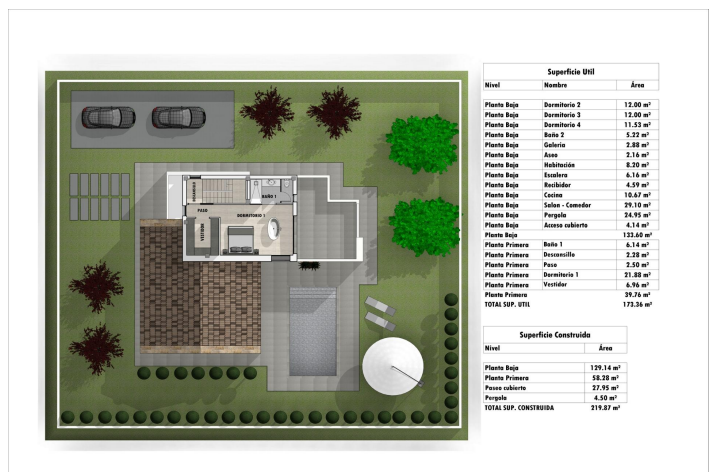 DESCANSILLO
BAÑO 1
PASO
DORMITORIO 1
VESTIDOR
Superficie Util
Nivel Nombre Área
Planta Baja Dormitorio 2 12.00 m²
Planta Baja Dormitorio 3 12.00 m²
Planta Baja Dormitorio 4 11.53 m²
Planta Baja Baño 2 5.22 m²
Planta Baja Galeria 2.88 m²
Planta Baja Aseo 2.16 m²
Planta Baja Habitación 8.20 m²
Planta Baja Escalera 6.16 m²
Planta Baja Recibidor 4.59 m²
Planta Baja Cocina 10.67 m²
Planta Baja Salon - Comedor 29.10 m²
Planta Baja Pergola 24.95 m²
Planta Baja Acceso cubierto 4.14 m²
Planta Baja 133.60 m²
Planta Primera Baño 1 6.14 m²
Planta Primera Descansillo 2.28 m²
Planta Primera Paso 2.50 m²
Planta Primera Dormitorio 1 21.88 m²
Planta Primera Vestidor 6.96 m²
Planta Primera 39.76 m²
TOTAL SUP. UTIL 173.36 m²
Superficie Construida
Nivel Área
Planta Baja 129.14 m²
Planta Primera 58.28 m²
Paseo cubierto 27.95 m²
Pergola 4.50 m²
TOTAL SUP. CONSTRUIDA 219.87 m²